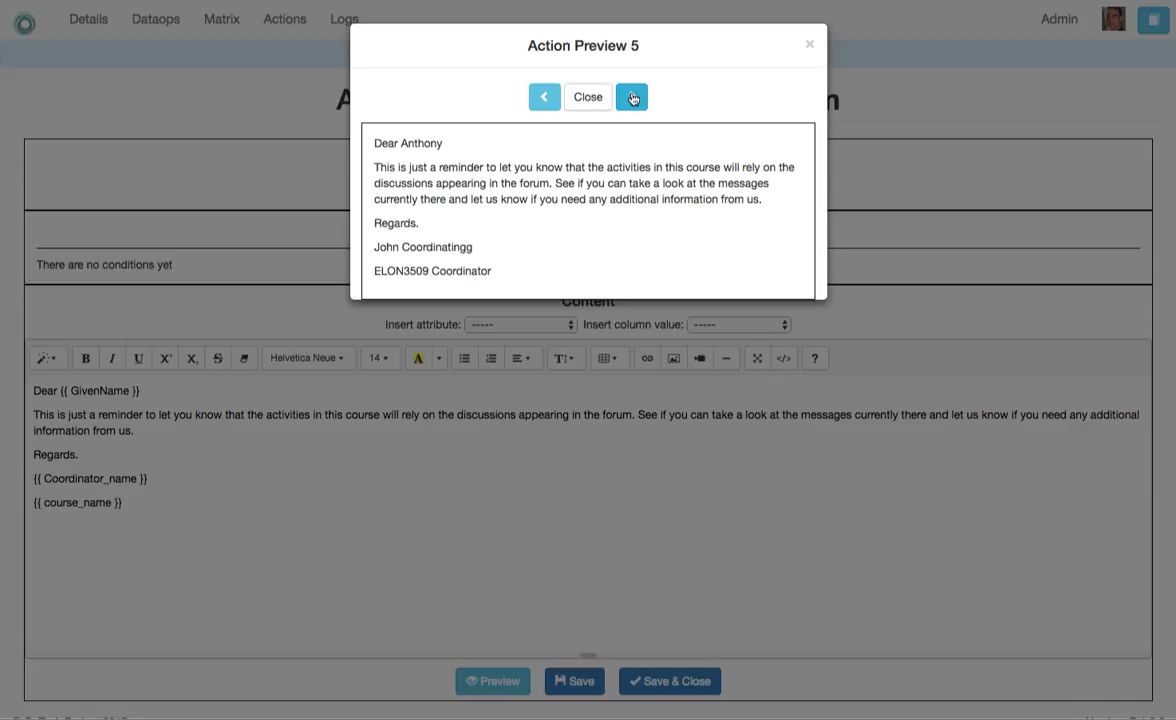 Details Dataops Matrix Actions Logs Admin
Action Preview 5 ×
Close
Dear Anthony
This is just a reminder to let you know that the activities in this course will rely on the
discussions appearing in the forum. See if you can take a look at the messages
currently there and let us know if you need any additional information from us.
Regards.
John Coordinatingg
ELON3509 Coordinator
There are no conditions yet
Content
Insert attribute: ----- Insert column value: -----
B I U X' X, S Helvetica Neue 14 A T! </> ?
Dear {{ GivenName }}
This is just a reminder to let you know that the activities in this course will rely on the discussions appearing in the forum. See if you can take a look at the messages currently there and let us know if you need any additional
information from us.
Regards.
{{ Coordinator_name }}
{{ course_name }}
Preview Save Save & Close